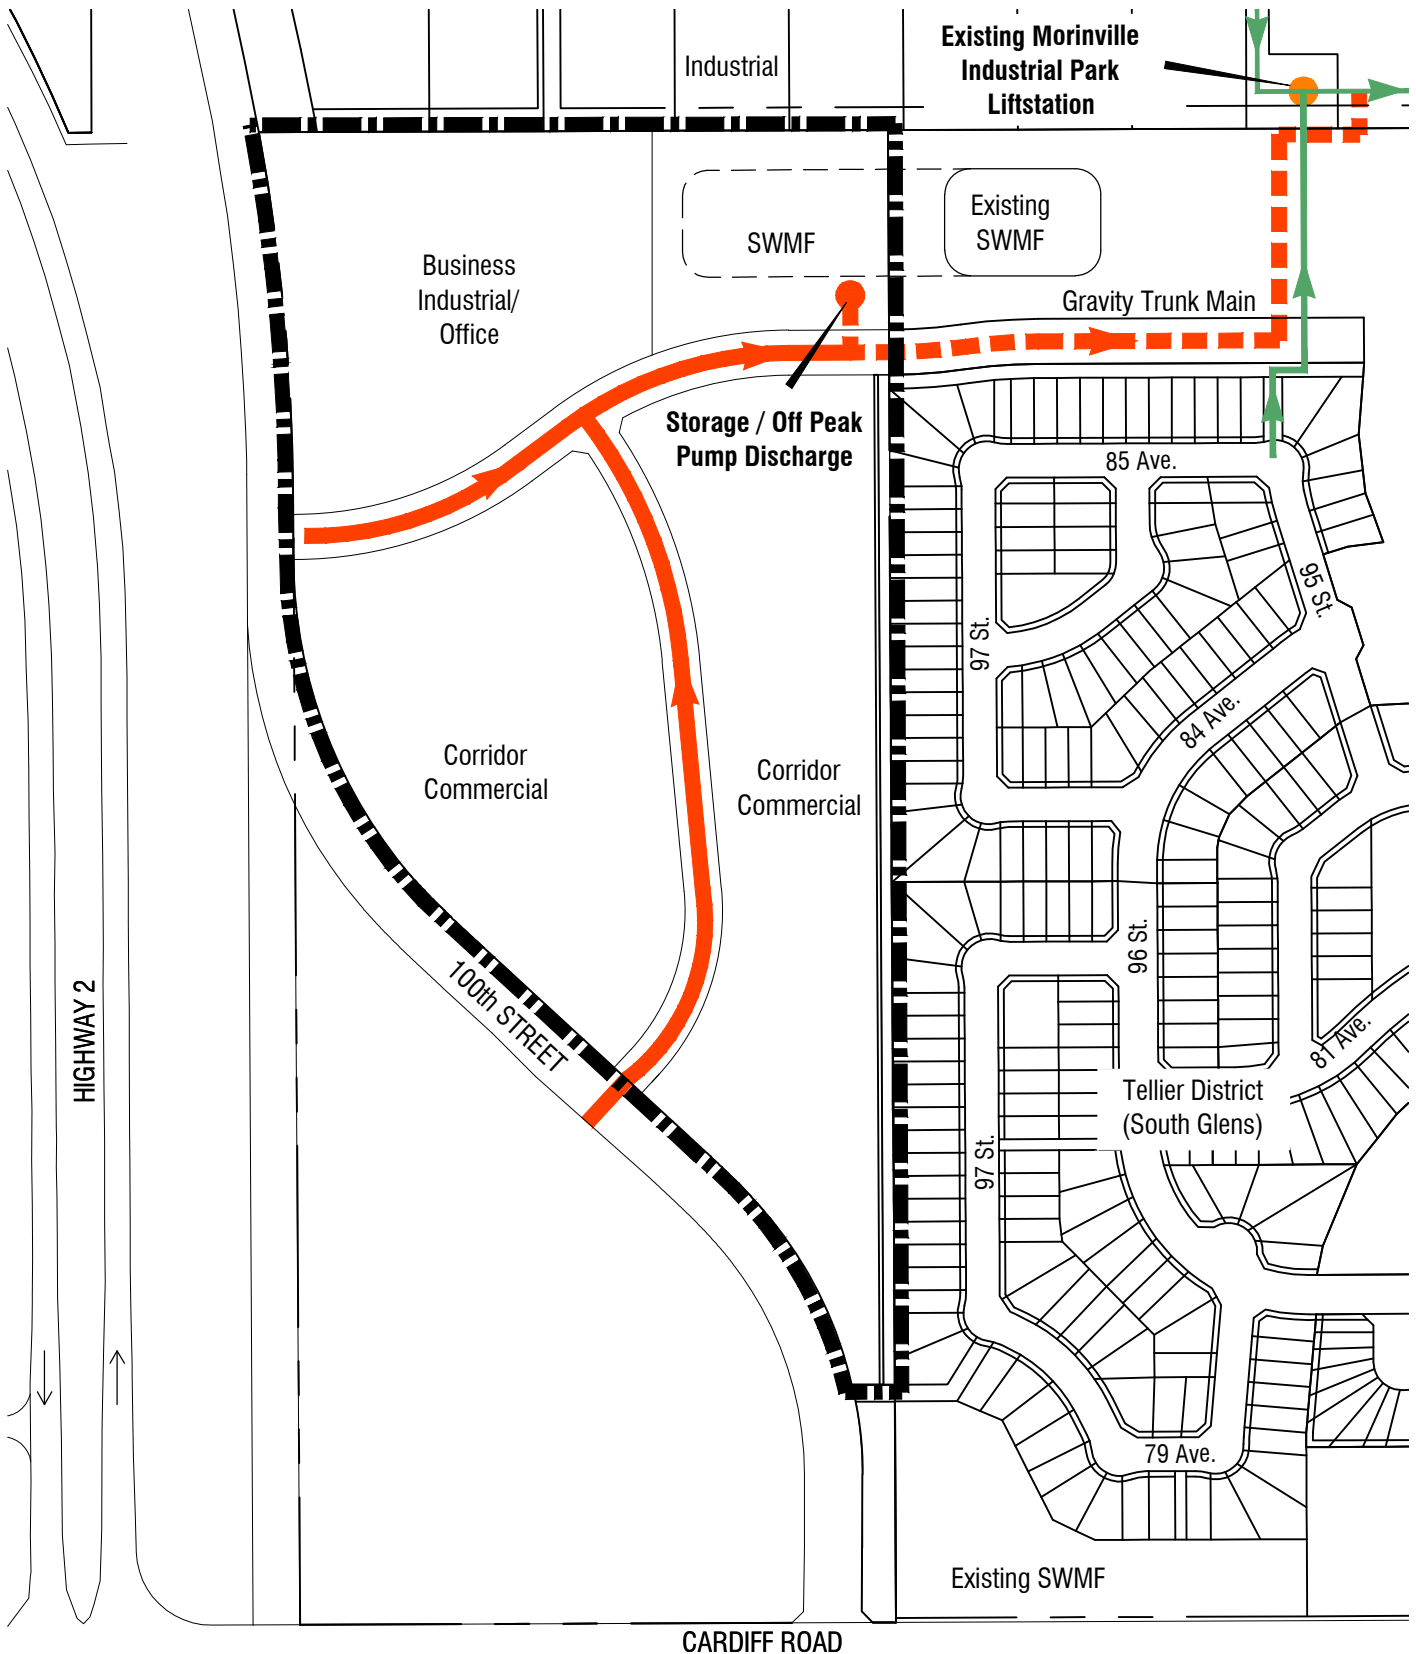 Existing Morinville
Industrial Park
Liftstation
Industrial
Existing
SWMF
SWMF
Business
Industrial/
Office
Gravity Trunk Main
Storage / Off Peak
Pump Discharge
85 Ave.
95 St.
97 St.
84 Ave.
Corridor
Commercial
Corridor
Commercial
96 St.
100th STREET
HIGHWAY 2
81 Ave.
Tellier District
(South Glens)
97 St.
79 Ave.
Existing SWMF
CARDIFF ROAD